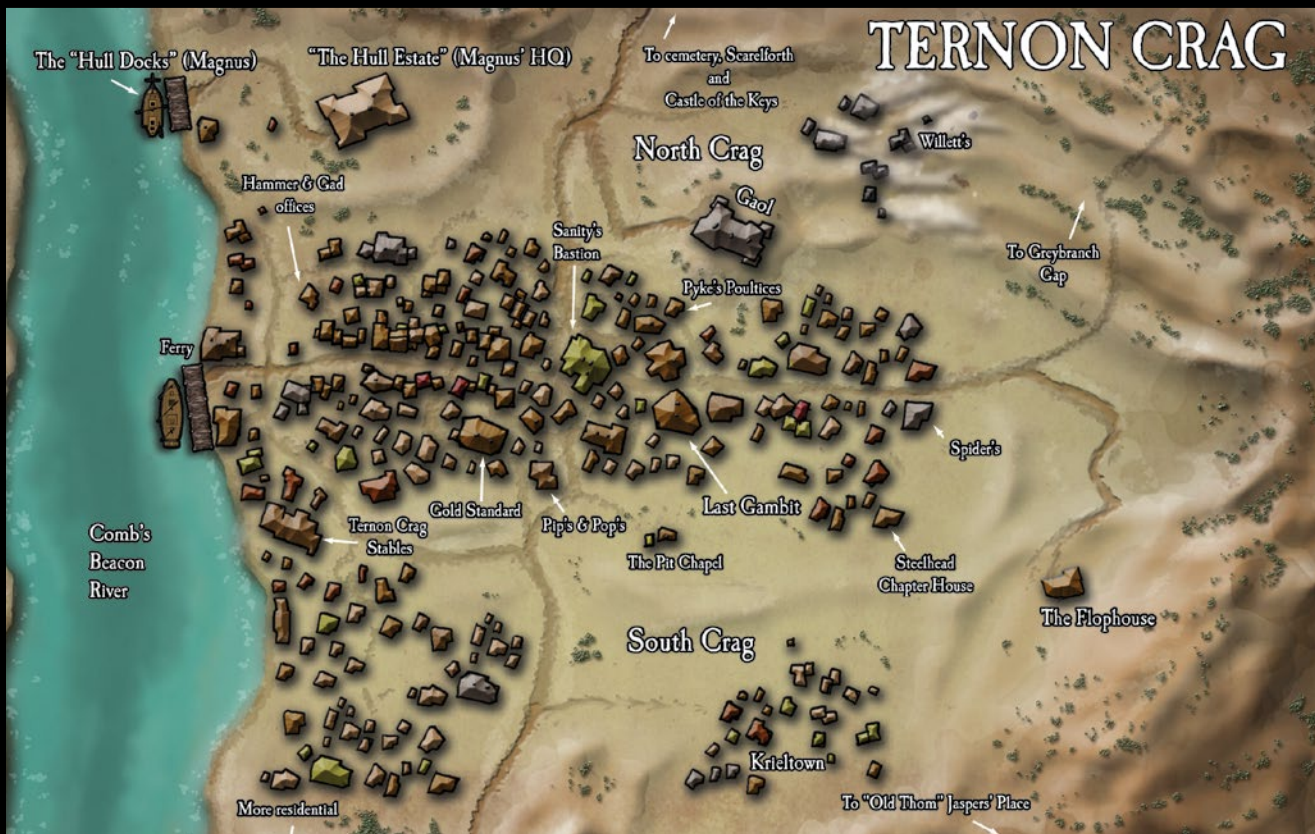 TERNON CRAG
The "Hull Docks" (Magnus)
"The Hull Estate" (Magnus' HQ)
To cemetery, Scarleforth
and
Castle of the Keys
North Crag
Willett's
Gaol
Hammer & Gad
offices
Sanity's
Bastion
To Greybranch
Gap
Pyke's Poultices
Ferry
Spider's
Gold Standard
Last Gambit
Ternon Crag
Stables
Pip's & Pop's
The Pit Chapel
Comb's
Beacon
River
Steelhead
Chapter House
The Flophouse
South Crag
Krieltown
More residential
To "Old Thom" Jaspers' Place